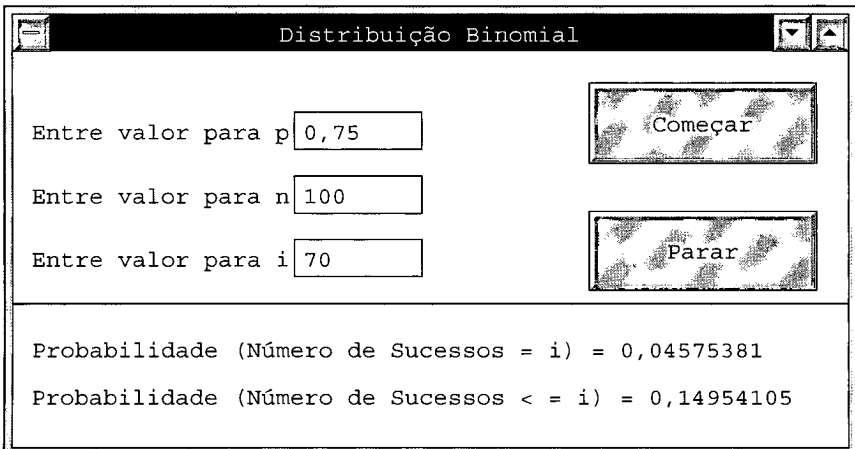 Distribuição Binomial
Entre valor para p 0,75
Começar
Entre valor para n 100
Entre valor para i 70
Parar
Probabilidade (Número de Sucessos = i) = 0,04575381
Probabilidade (Número de Sucessos < = i) = 0,14954105